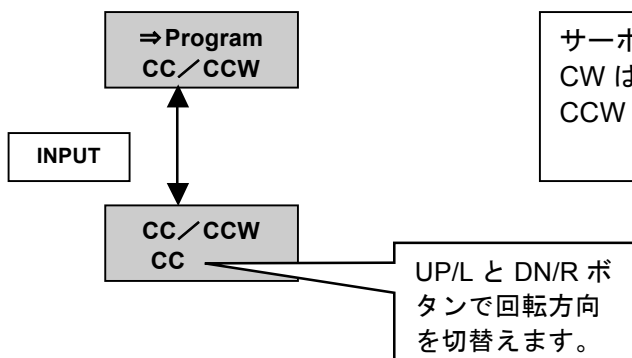 ⇒Program
CC／CCW
サーボ
CW は
CCW
INPUT
CC／CCW
CC
UP/L と DN/R ボ
タンで回転方向
を切替えます。